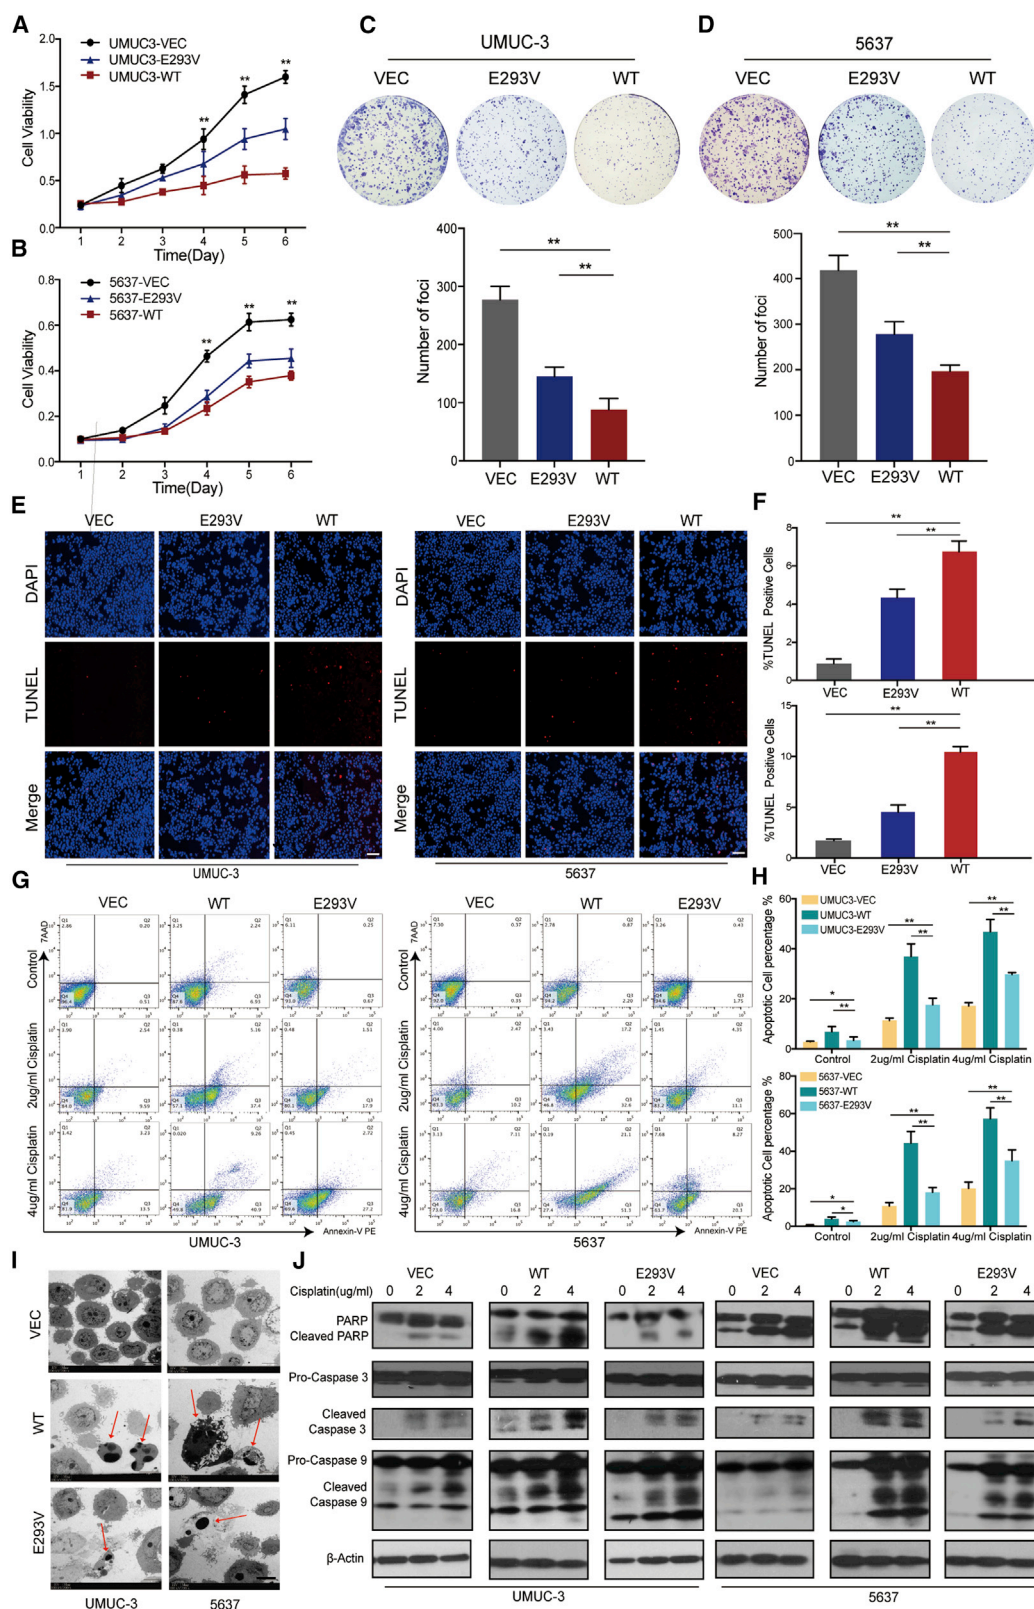 A
UMUC3-VEC
UMUC3-E293V
UMUC3-WT
2.0
1.5
1.0
0.5
0.0
Cell Viability
** ** **
1 2 3 4 5 6
Time(Day)
B
5637-VEC
5637-E293V
5637-WT
0.8
0.6
0.4
0.2
0.0
Cell Viability
** ** **
1 2 3 4 5 6
Time(Day)
C
UMUC-3
VEC E293V WT
400
300
200
100
0
Number of foci
**
**
VEC E293V WT
D
5637
VEC E293V WT
500
400
300
200
100
0
Number of foci
**
**
VEC E293V WT
E
VEC E293V WT VEC E293V WT
DAPI DAPI
TUNEL TUNEL
Merge Merge
UMUC-3 5637
F
8
6
4
2
0
%TUNEL Positive Cells
**
**
VEC E293V WT
15
10
5
0
%TUNEL Positive Cells
**
**
VEC E293V WT
G
VEC WT E293V VEC WT E293V
7AAD
Control
2ug/ml Cisplatin
4ug/ml Cisplatin
Annexin-V PE
UMUC-3
7AAD
Control
2ug/ml Cisplatin
4ug/ml Cisplatin
Annexin-V PE
5637
H
UMUC3-VEC
UMUC3-WT
UMUC3-E293V
60
40
20
0
Apoptotic Cell percentage %
* ** ** ** ** **
Control 2ug/ml Cisplatin 4ug/ml Cisplatin
5637-VEC
5637-WT
5637-E293V
80
60
40
20
0
Apoptotic Cell percentage %
* * ** ** ** **
Control 2ug/ml Cisplatin 4ug/ml Cisplatin
I
VEC
WT
E293V
UMUC-3 5637
J
VEC WT E293V VEC WT E293V
Cisplatin(ug/ml) 0 2 4 0 2 4 0 2 4 0 2 4 0 2 4 0 2 4
PARP
Cleaved PARP
Pro-Caspase 3
Cleaved
Caspase 3
Pro-Caspase 9
Cleaved
Caspase 9
β-Actin
UMUC-3 5637